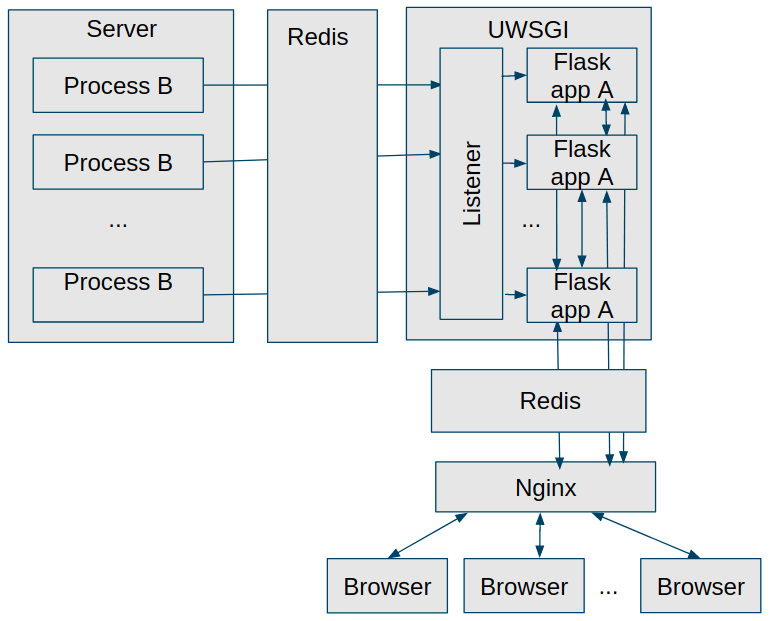 Server
Redis
UWSGI
Process B
Process B
...
Process B
Listener
Flask
app A
Flask
app A
...
Flask
app A
Redis
Nginx
Browser
Browser
...
Browser